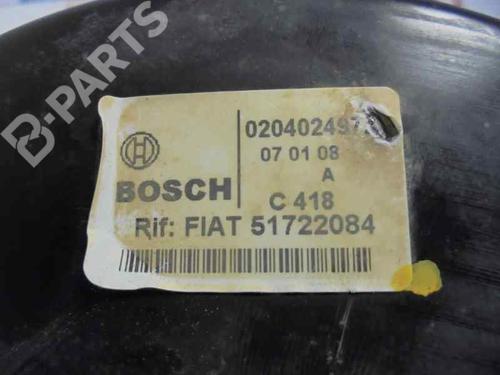 B-PARTS
020402497
07 01 08
A
BOSCH
C 418
Rif: FIAT 51722084